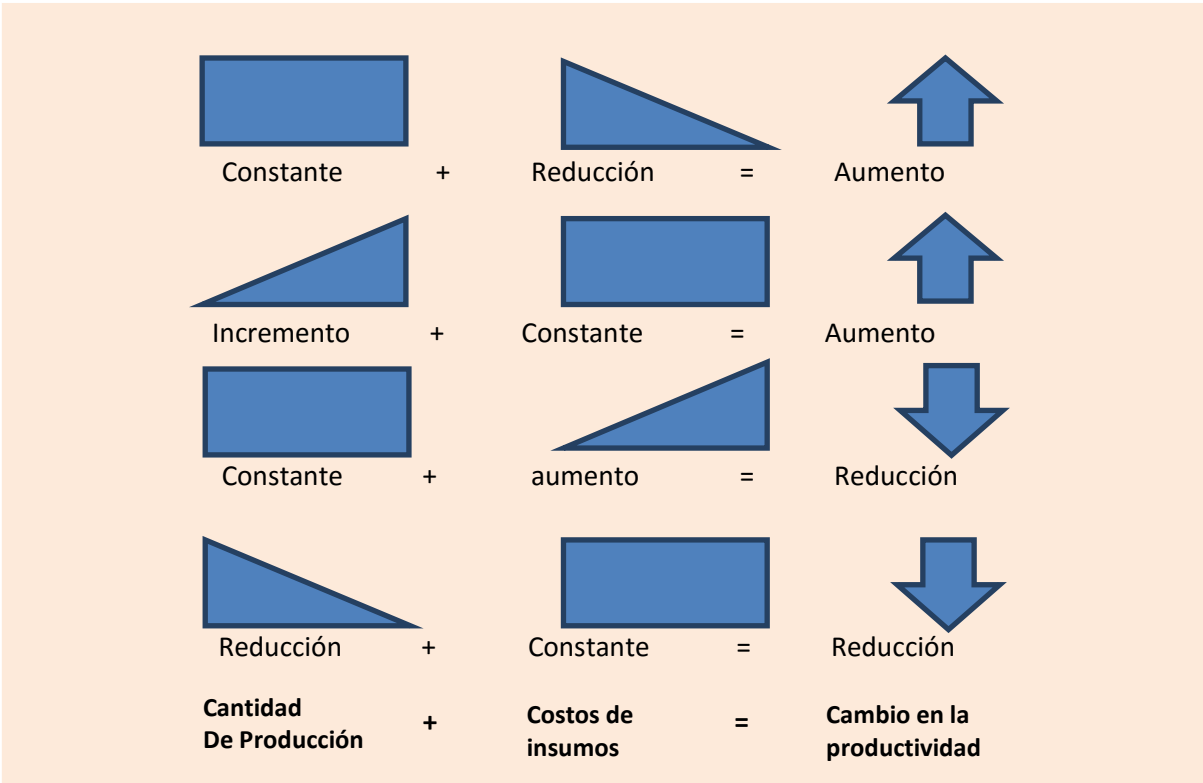 Constante + Reducción = Aumento
Incremento + Constante = Aumento
Constante + aumento = Reducción
Reducción + Constante = Reducción
Cantidad
De Producción + Costos de
insumos = Cambio en la
productividad